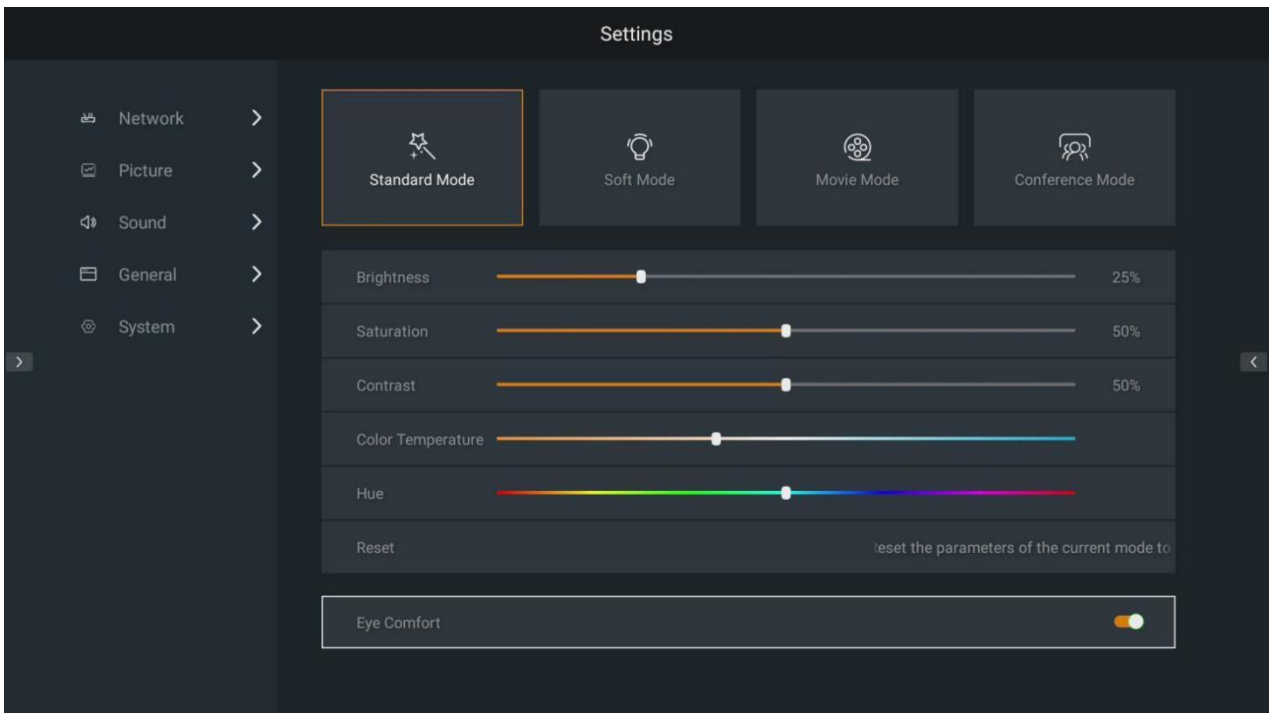 Settings
Network
Picture
Sound
General
System
Standard Mode
Soft Mode
Movie Mode
Conference Mode
Brightness 25%
Saturation 50%
Contrast 50%
Color Temperature
Hue
Reset eset the parameters of the current mode to
Eye Comfort